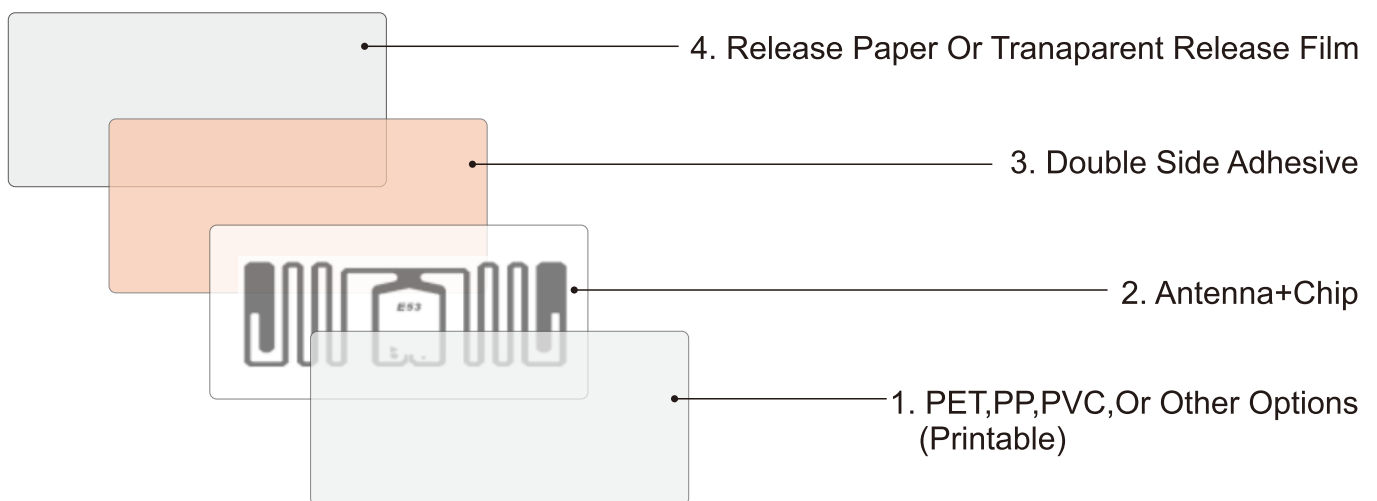 4. Release Paper Or Tranaparent Release Film
3. Double Side Adhesive
E53
2. Antenna+Chip
1. PET,PP,PVC,Or Other Options
(Printable)